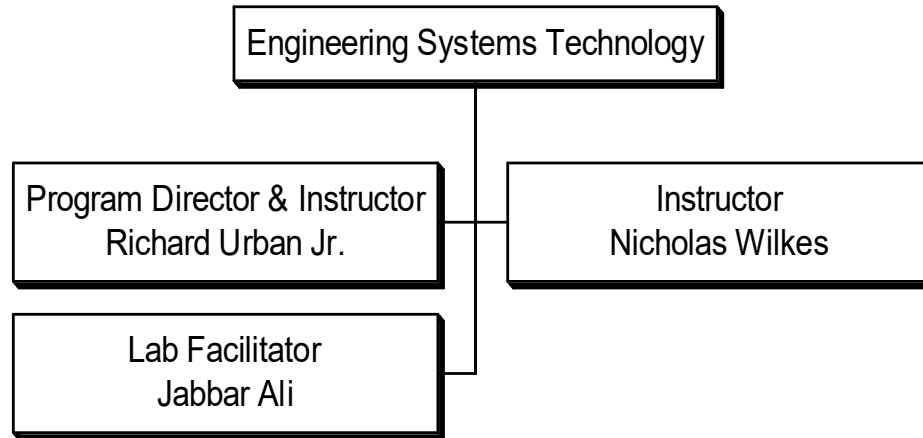 Engineering Systems Technology
Program Director & Instructor
Richard Urban Jr.
Instructor
Nicholas Wilkes
Lab Facilitator
Jabbar Ali